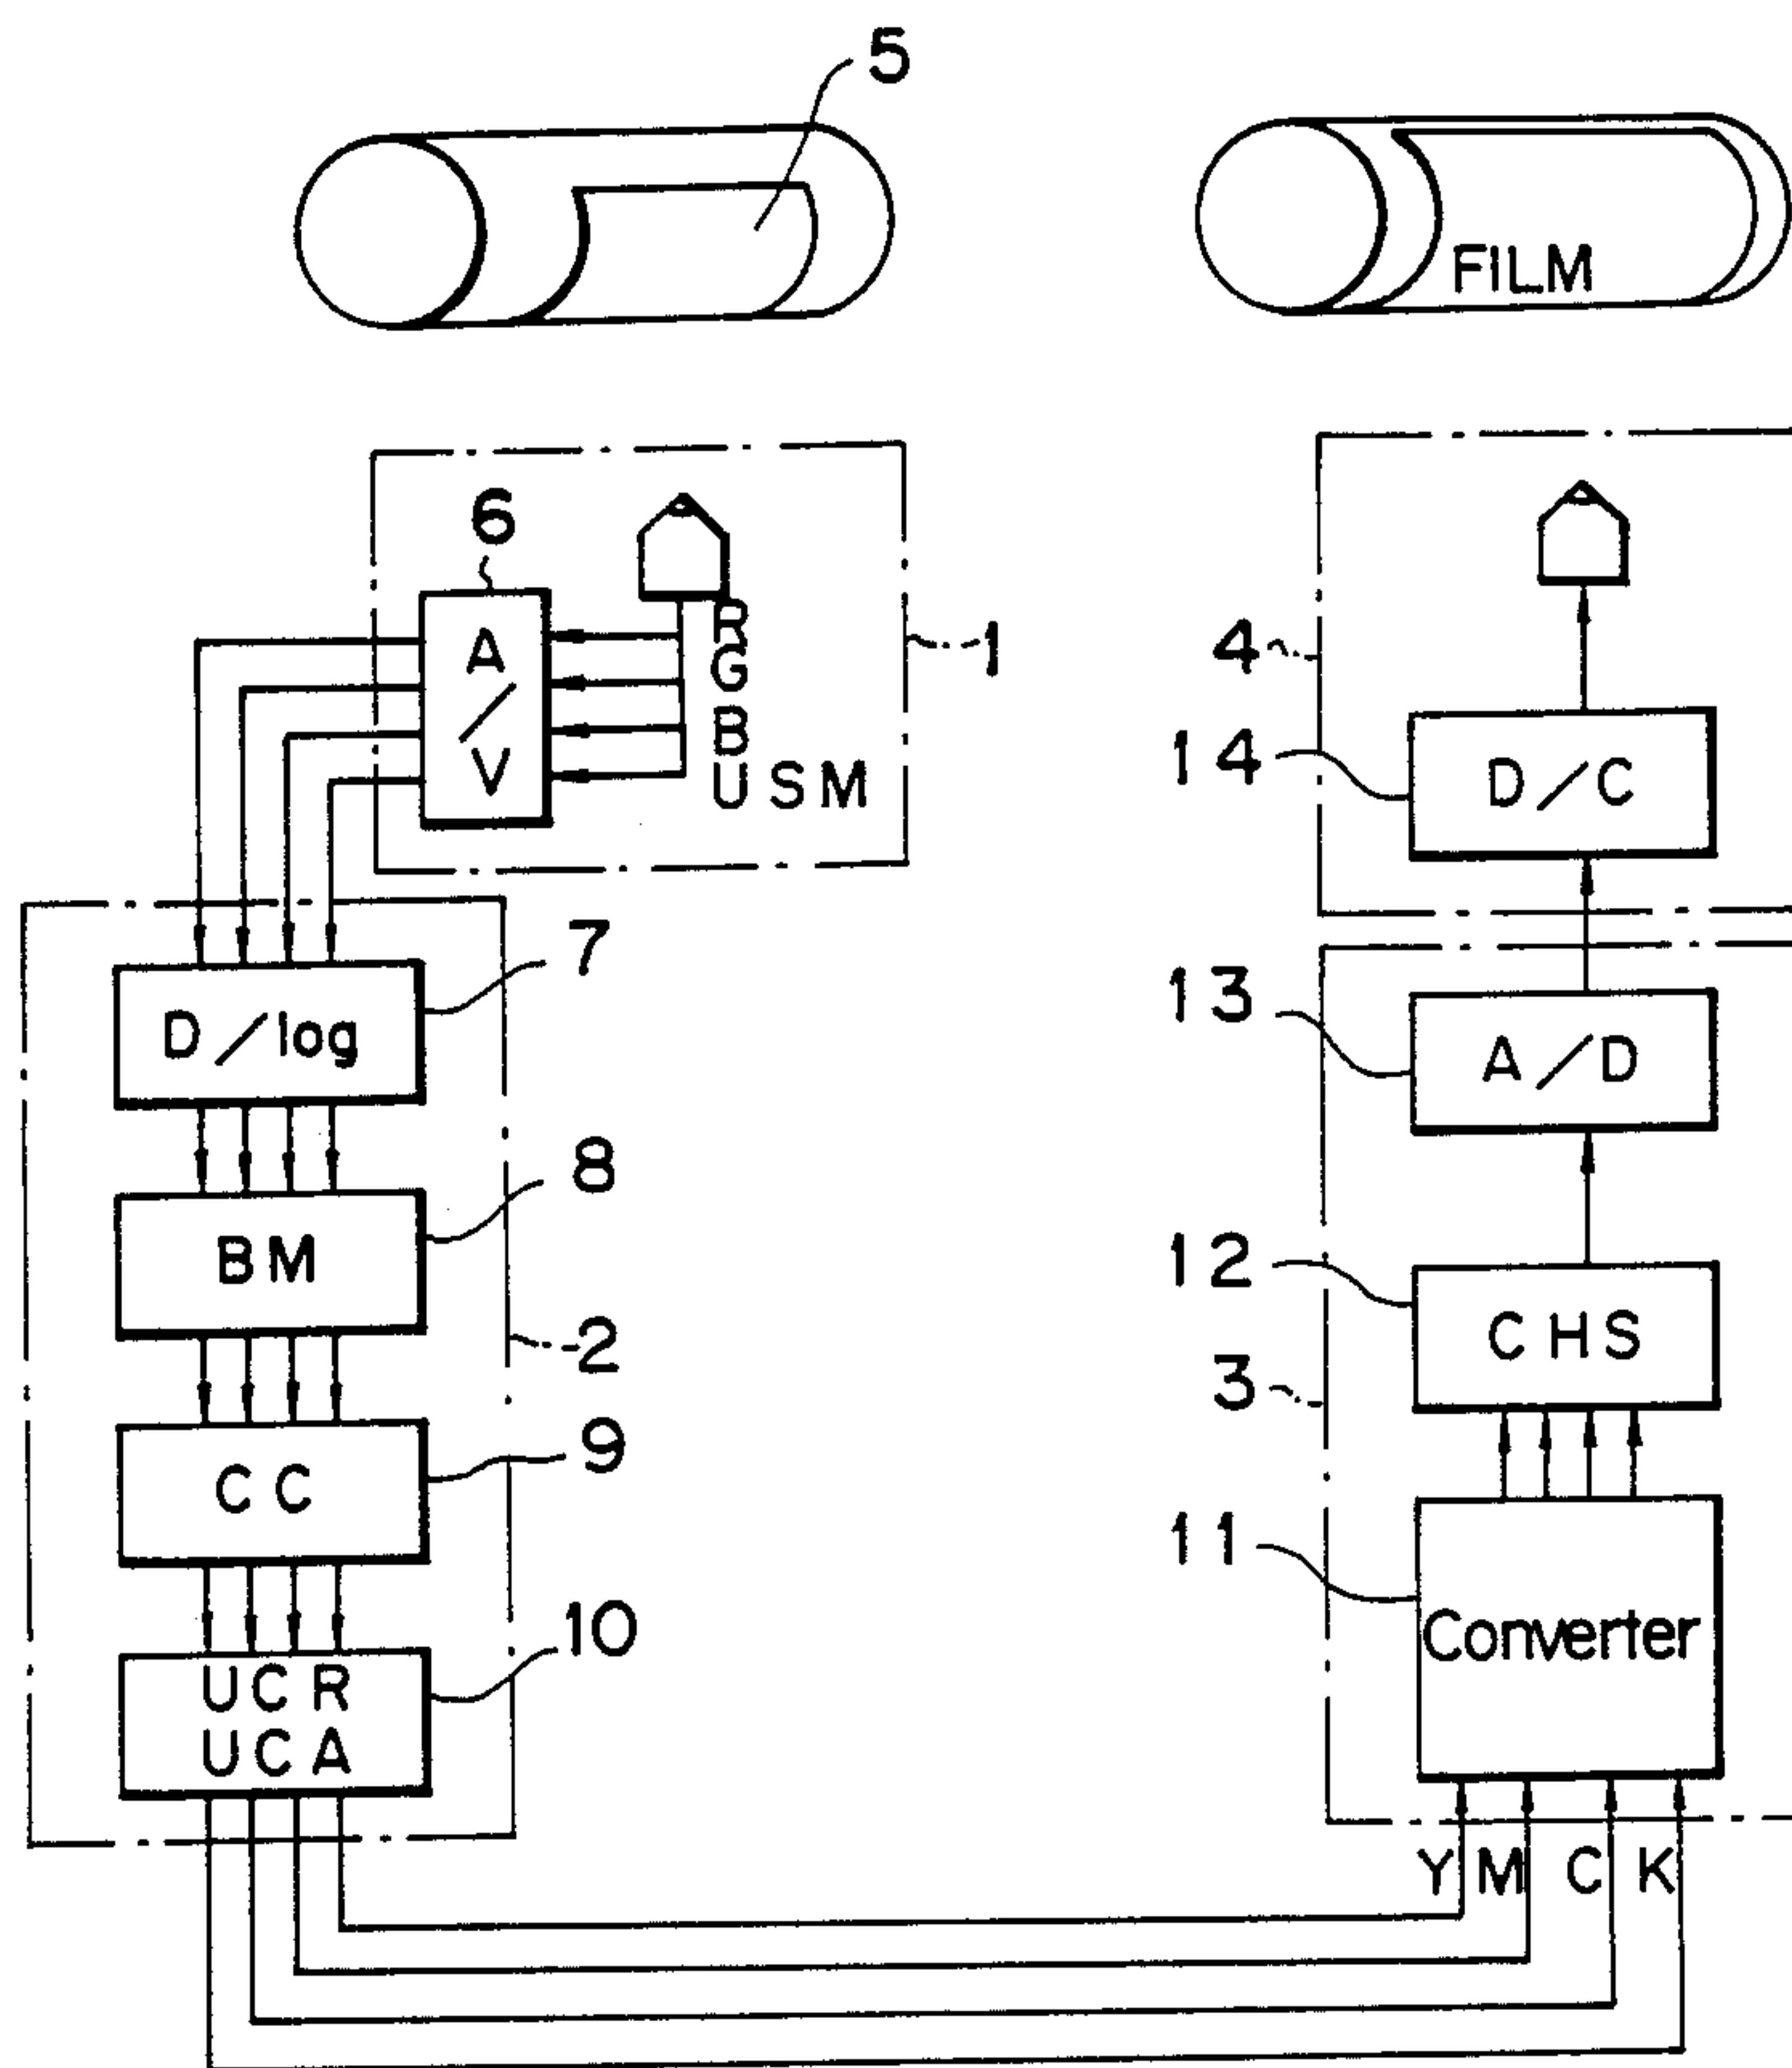 5
FILM
6
A/V
R
G
B
USM
1
4
14
D/C
7
D/log
13
A/D
8
BM
2
12
CHS
3
9
CC
11
Converter
10
UCR
UCA
Y M C K